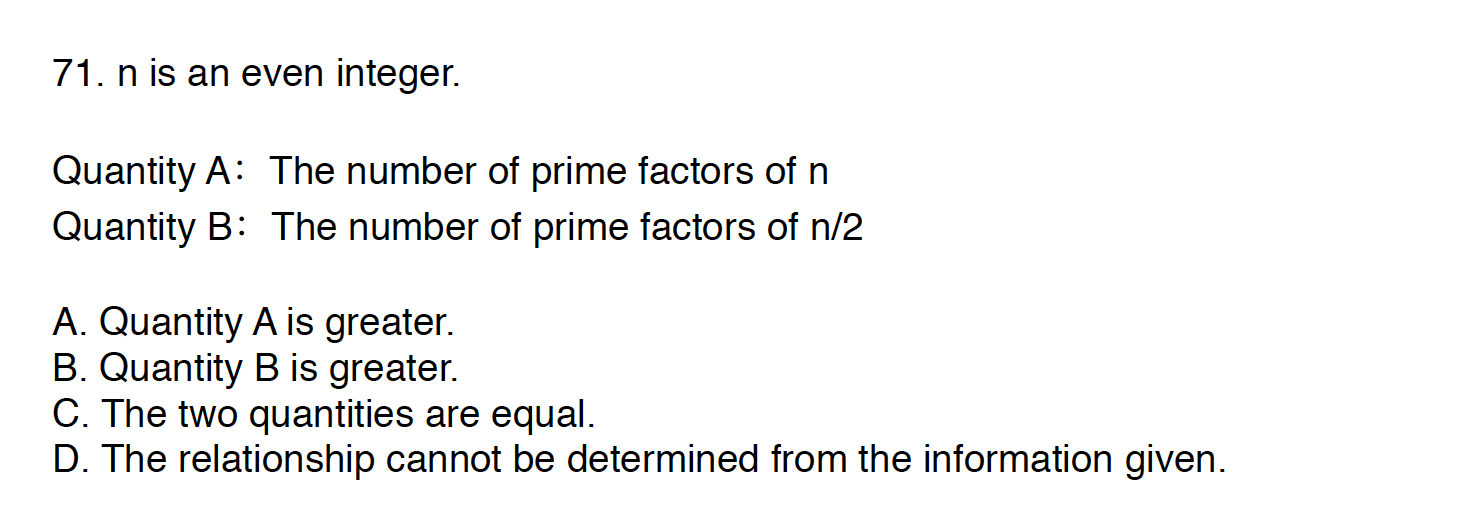 71. n is an even integer.
Quantity A： The number of prime factors of n
Quantity B： The number of prime factors of n/2
A. Quantity A is greater.
B. Quantity B is greater.
C. The two quantities are equal.
D. The relationship cannot be determined from the information given.